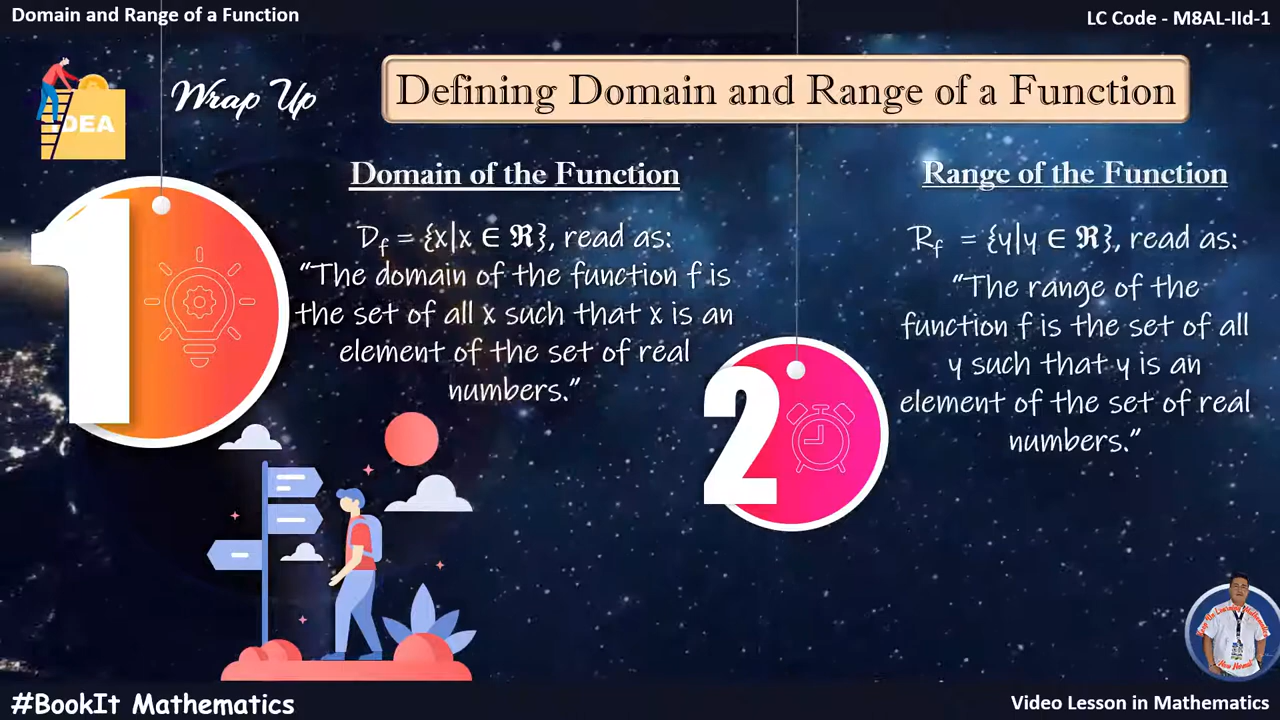 Domain and Range of a Function
LC Code - M8AL-IId-1
IDEA
Wrap Up
Defining Domain and Range of a Function
1
Domain of the Function
D_f = {x|x ∈ ℜ}, read as:
“The domain of the function f is
the set of all x such that x is an
element of the set of real
numbers.”
2
Range of the Function
R_f = {y|y ∈ ℜ}, read as:
“The range of the
function f is the set of all
y such that y is an
element of the set of real
numbers.”
#BookIt Mathematics
Video Lesson in Mathematics